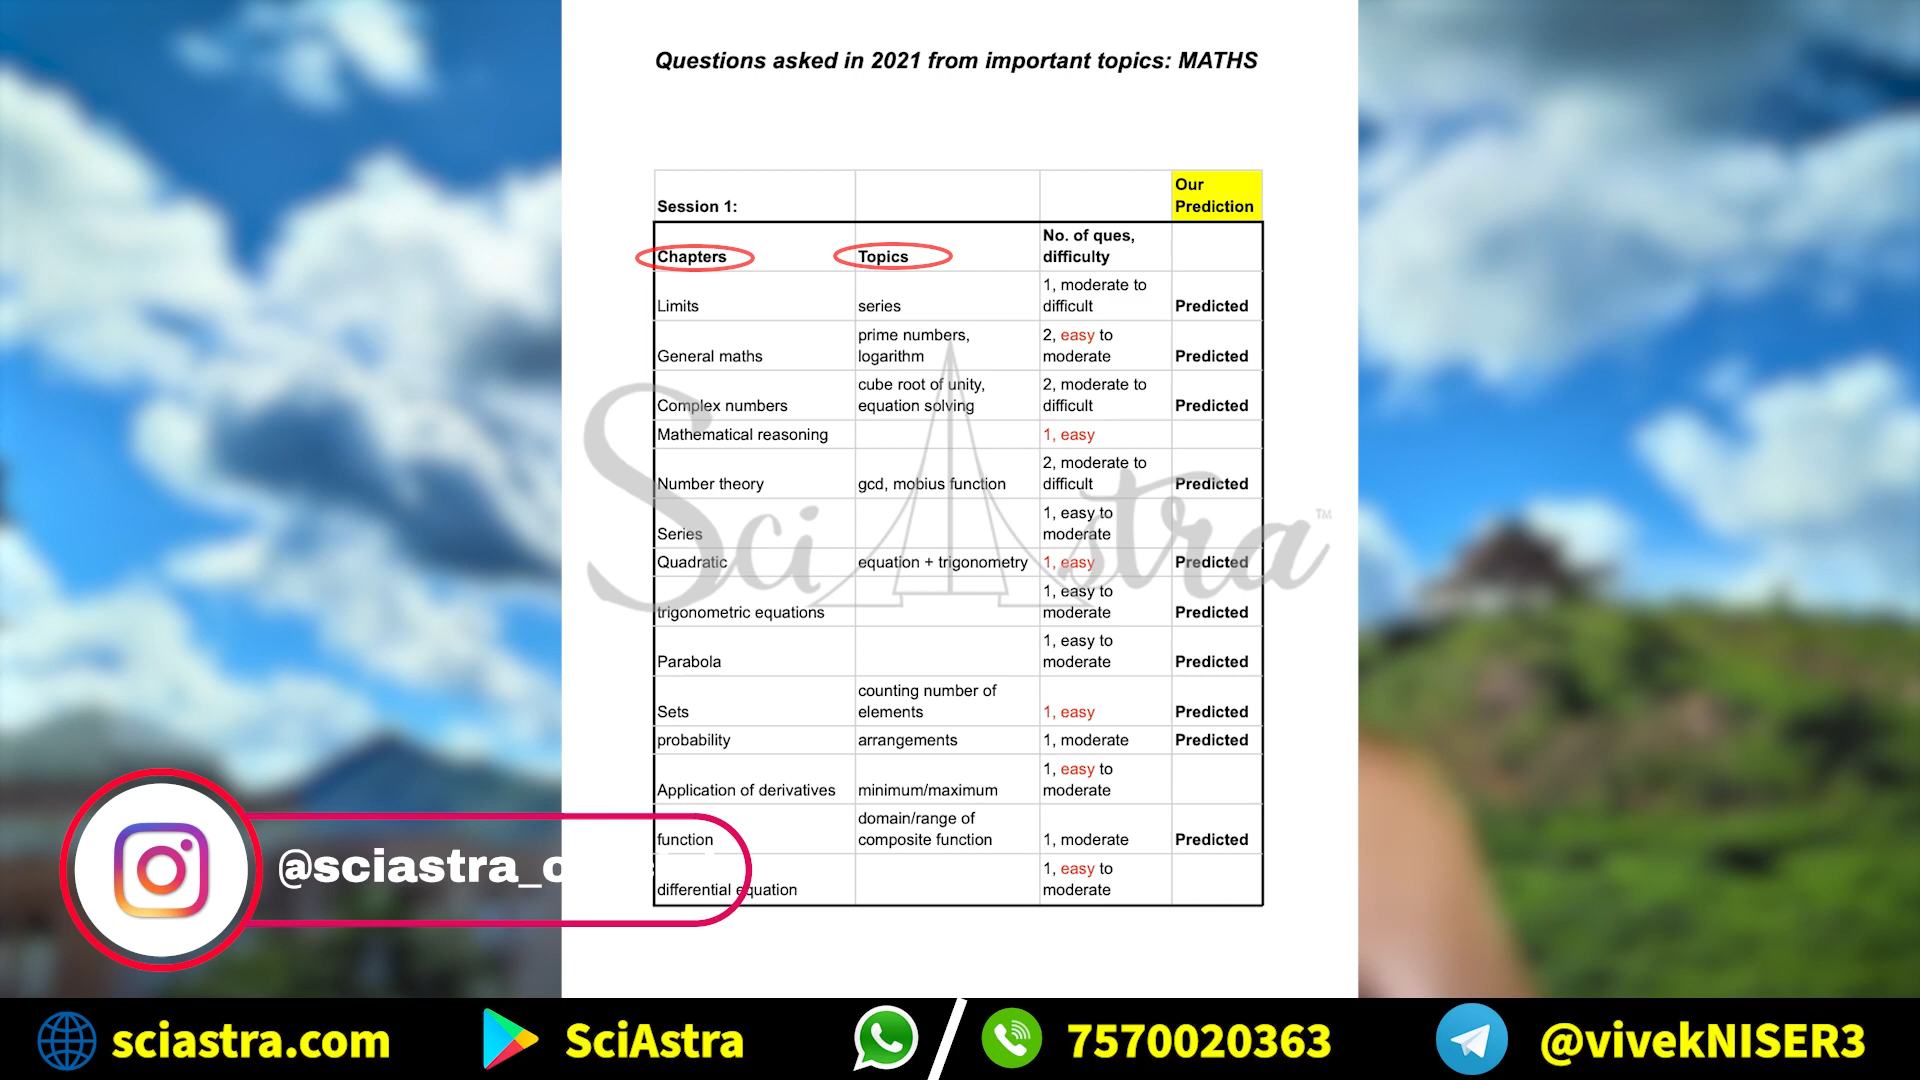 Questions asked in 2021 from important topics: MATHS
Our
Prediction
Session 1:
No. of ques,
difficulty
Chapters Topics
1, moderate to
difficult
Limits series Predicted
prime numbers,
logarithm
2, easy to
moderate
General maths Predicted
cube root of unity,
equation solving
2, moderate to
difficult
Complex numbers Predicted
Mathematical reasoning 1, easy
2, moderate to
difficult
Number theory gcd, mobius function Predicted
1, easy to
moderate
Series
Quadratic equation + trigonometry 1, easy Predicted
1, easy to
moderate
trigonometric equations Predicted
1, easy to
moderate
Parabola Predicted
counting number of
elements
Sets 1, easy Predicted
probability arrangements 1, moderate Predicted
1, easy to
moderate
Application of derivatives minimum/maximum
domain/range of
composite function
function 1, moderate Predicted
1, easy to
moderate
differential equation
SciAstra™
sciastra.com SciAstra 7570020363 @vivekNISER3